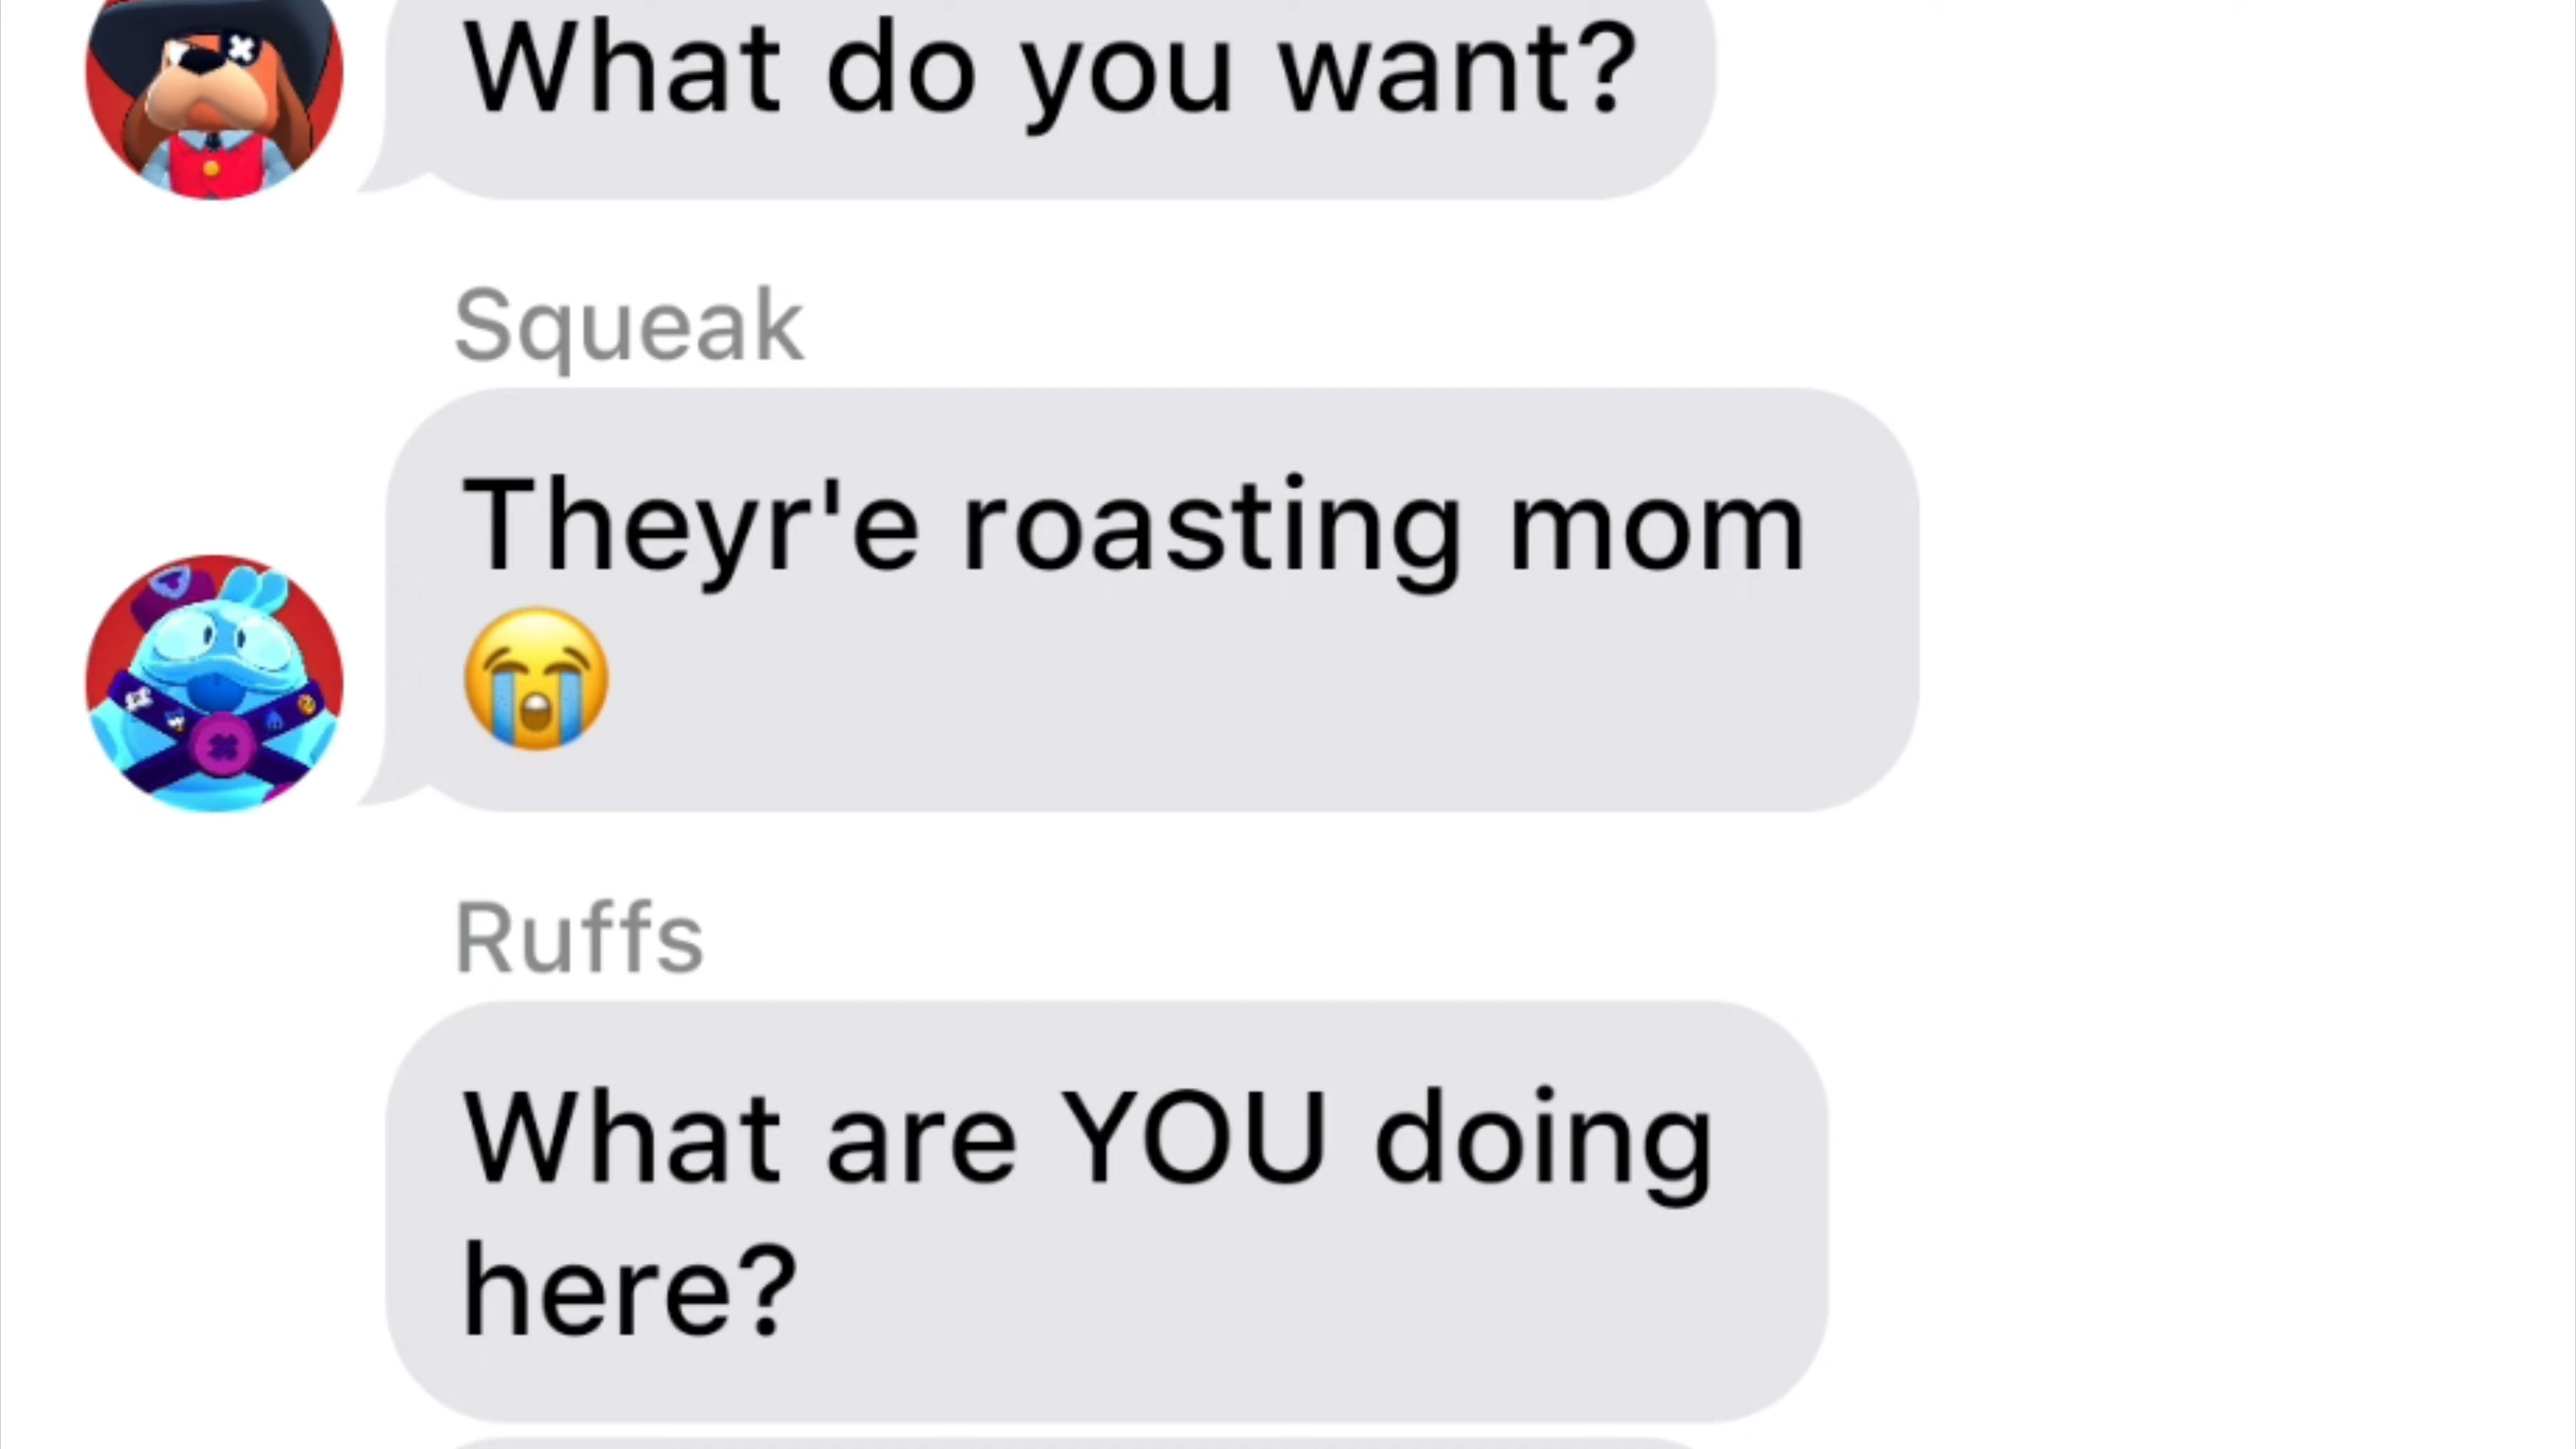 What do you want?
Squeak
Theyr'e roasting mom
😭
Ruffs
What are YOU doing
here?